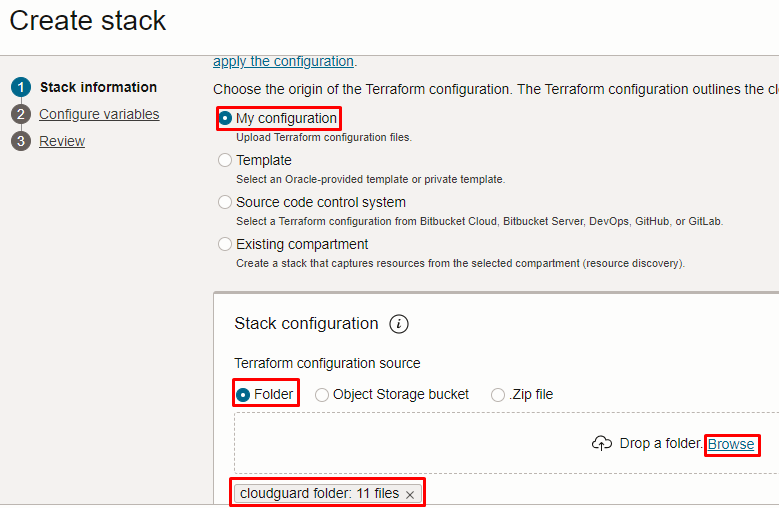 Create stack
apply the configuration.
1 Stack information
Choose the origin of the Terraform configuration. The Terraform configuration outlines the
2 Configure variables
My configuration
Upload Terraform configuration files.
3 Review
Template
Select an Oracle-provided template or private template.
Source code control system
Select a Terraform configuration from Bitbucket Cloud, Bitbucket Server, DevOps, GitHub, or GitLab.
Existing compartment
Create a stack that captures resources from the selected compartment (resource discovery).
Stack configuration i
Terraform configuration source
Folder Object Storage bucket .Zip file
Drop a folder. Browse
cloudguard folder: 11 files ×